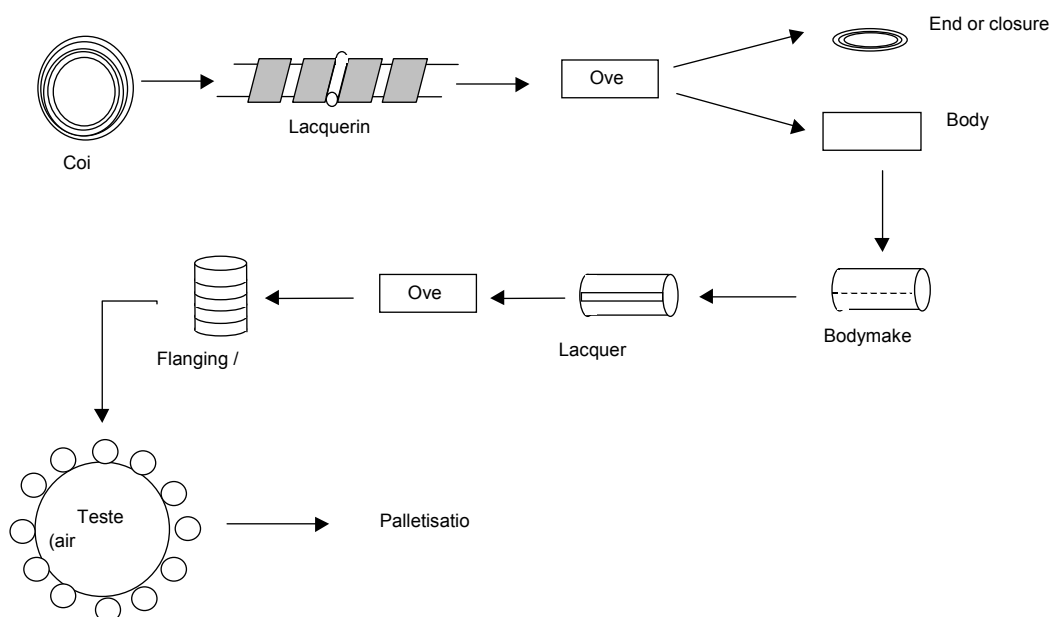 End or closure
Ove
Lacquerin
Body
Coi
Ove
Flanging /
Lacquer
Bodymake
Teste
(air
Palletisatio